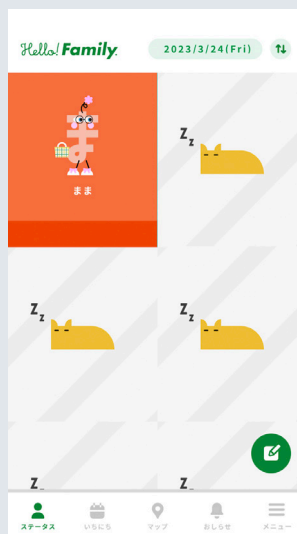 Hello! Family.
2023/3/24(Fri)
ま
まま
Zz
Zz
Zz
Z
Z
ステータス
いちにち
マップ
おしらせ
メニュー